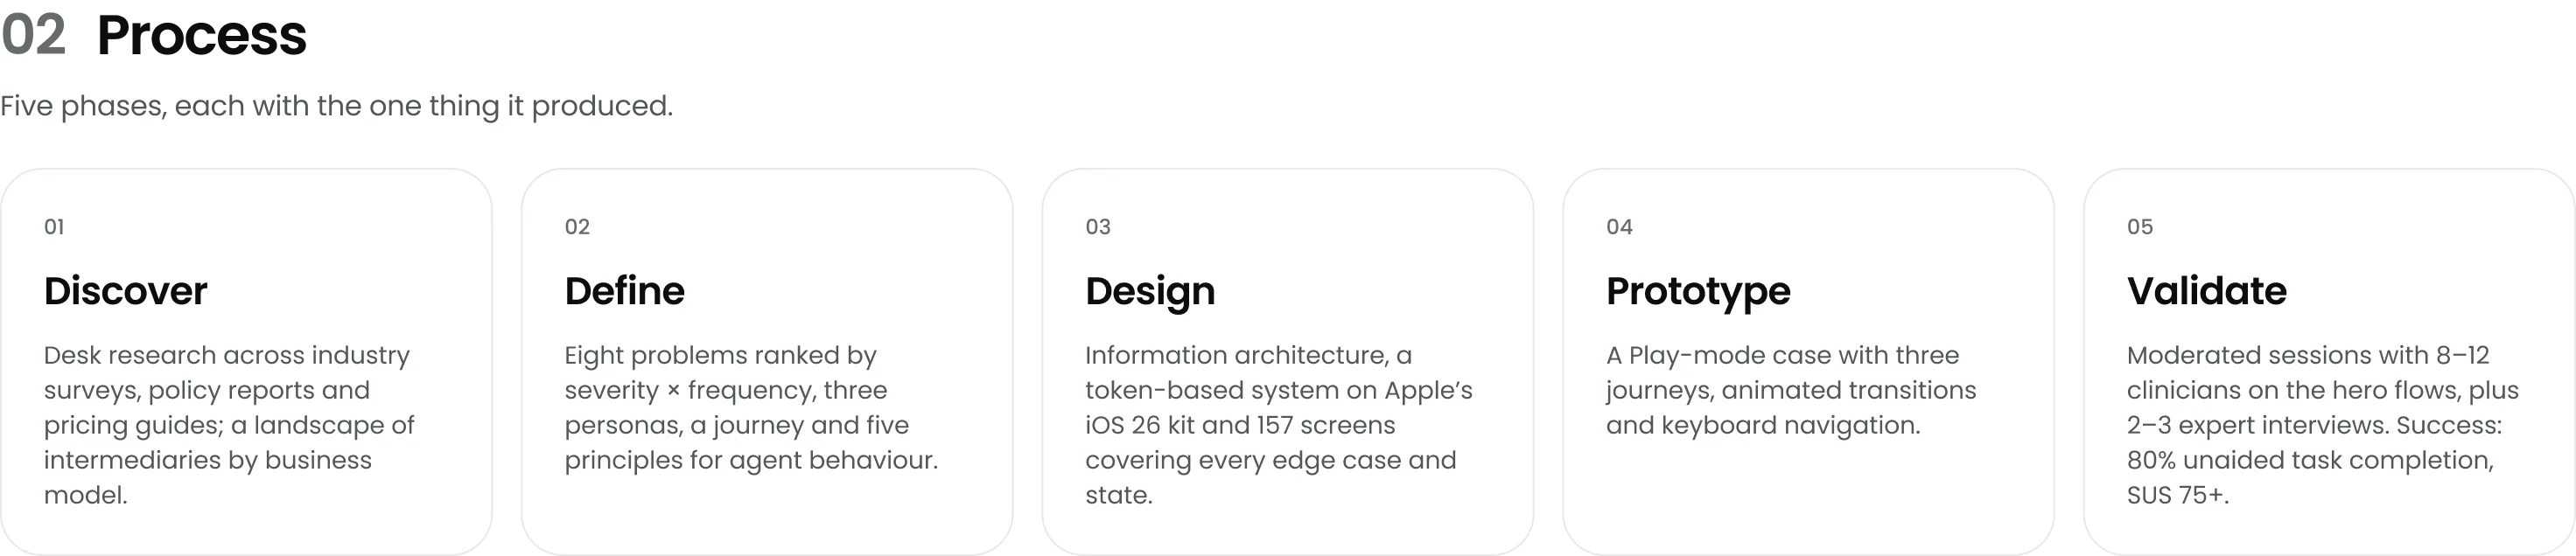 02 Process
Five phases, each with the one thing it produced.
01
Discover
Desk research across industry
surveys, policy reports and
pricing guides; a landscape of
intermediaries by business
model.
02
Define
Eight problems ranked by
severity × frequency, three
personas, a journey and five
principles for agent behaviour.
03
Design
Information architecture, a
token-based system on Apple’s
iOS 26 kit and 157 screens
covering every edge case and
state.
04
Prototype
A Play-mode case with three
journeys, animated transitions
and keyboard navigation.
05
Validate
Moderated sessions with 8–12
clinicians on the hero flows, plus
2–3 expert interviews. Success:
80% unaided task completion,
SUS 75+.